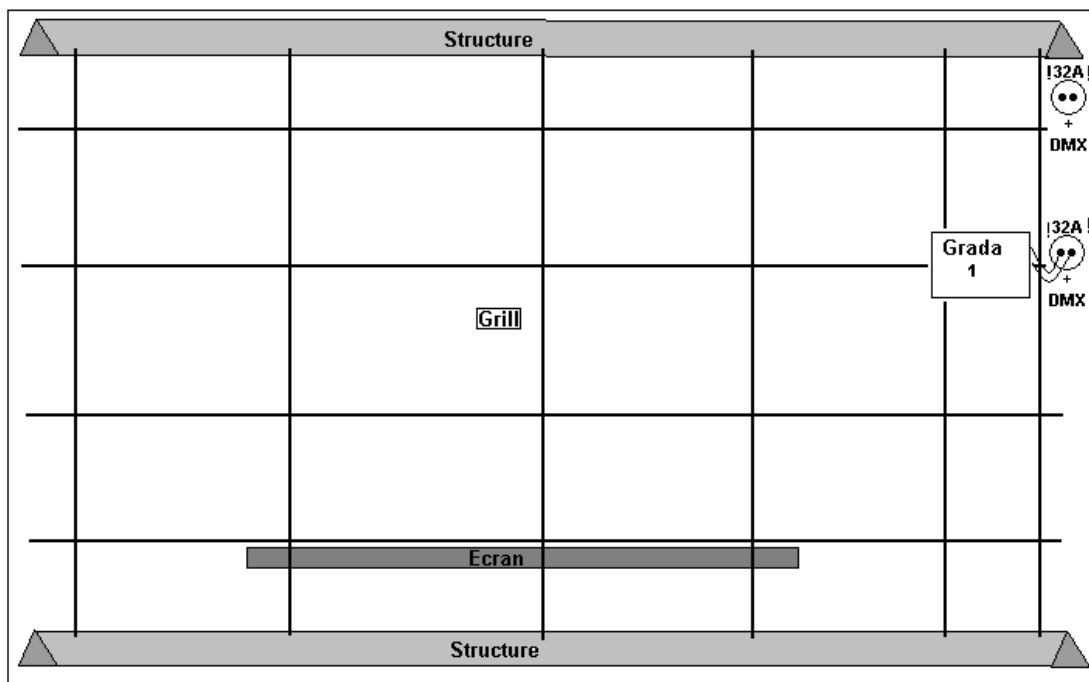 Structure
!32A!
+
DMX
!32A!
+
DMX
Grada
1
Grill
Ecran
Structure